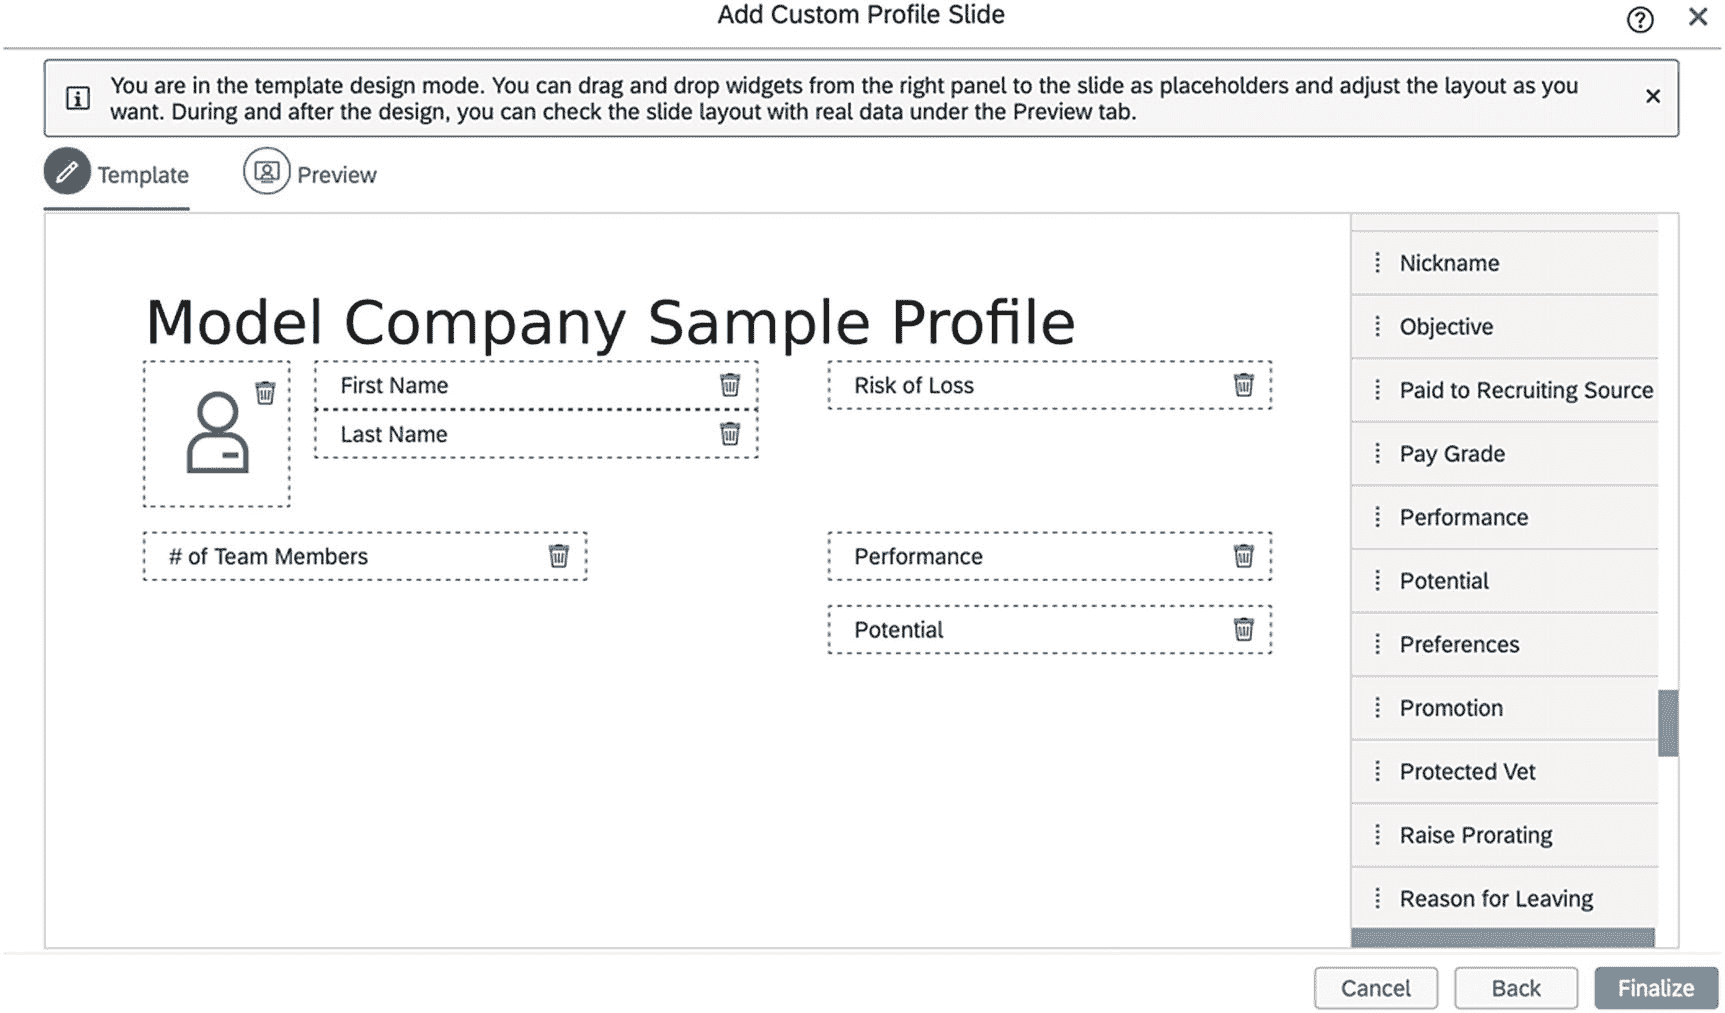 Add Custom Profile Slide
You are in the template design mode. You can drag and drop widgets from the right panel to the slide as placeholders and adjust the layout as you
want. During and after the design, you can check the slide layout with real data under the Preview tab.
Template
Preview
Model Company Sample Profile
First Name
Last Name
Risk of Loss
# of Team Members
Performance
Potential
Nickname
Objective
Paid to Recruiting Source
Pay Grade
Performance
Potential
Preferences
Promotion
Protected Vet
Raise Prorating
Reason for Leaving
Cancel
Back
Finalize